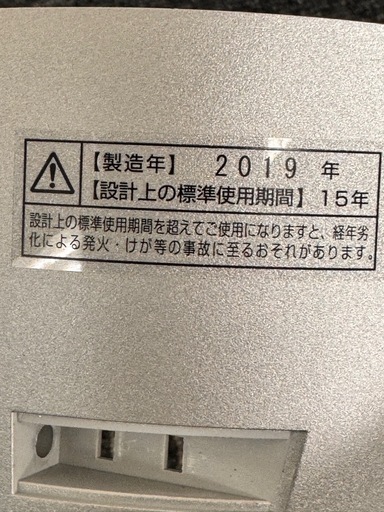 【製造年】 2019 年
【設計上の標準使用期間】15年
設計上の標準使用期間を超えてご使用になりますと、経年劣
化による発火・けが等の事故に至るおそれがあります。